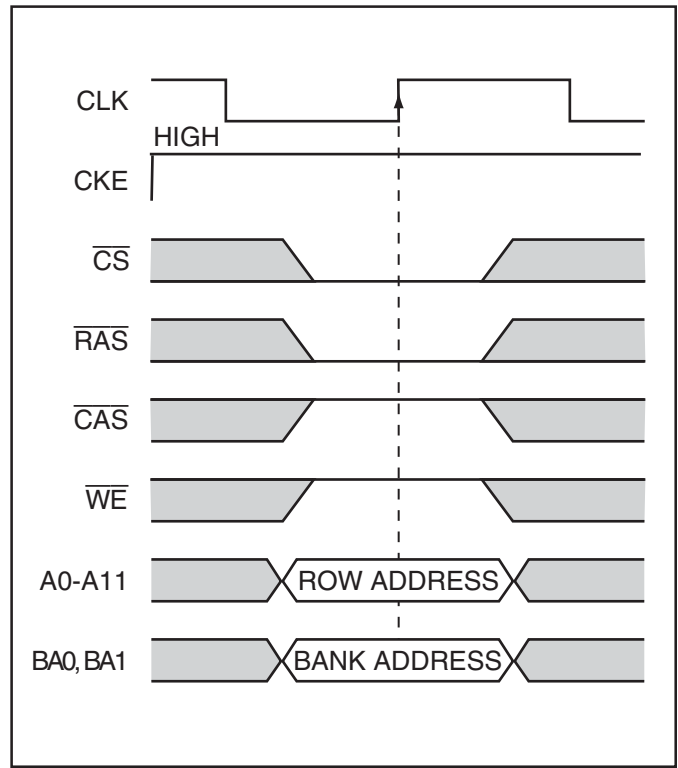 CLK
HIGH
CKE
CS
RAS
CAS
WE
A0-A11 ROW ADDRESS
BA0, BA1 BANK ADDRESS